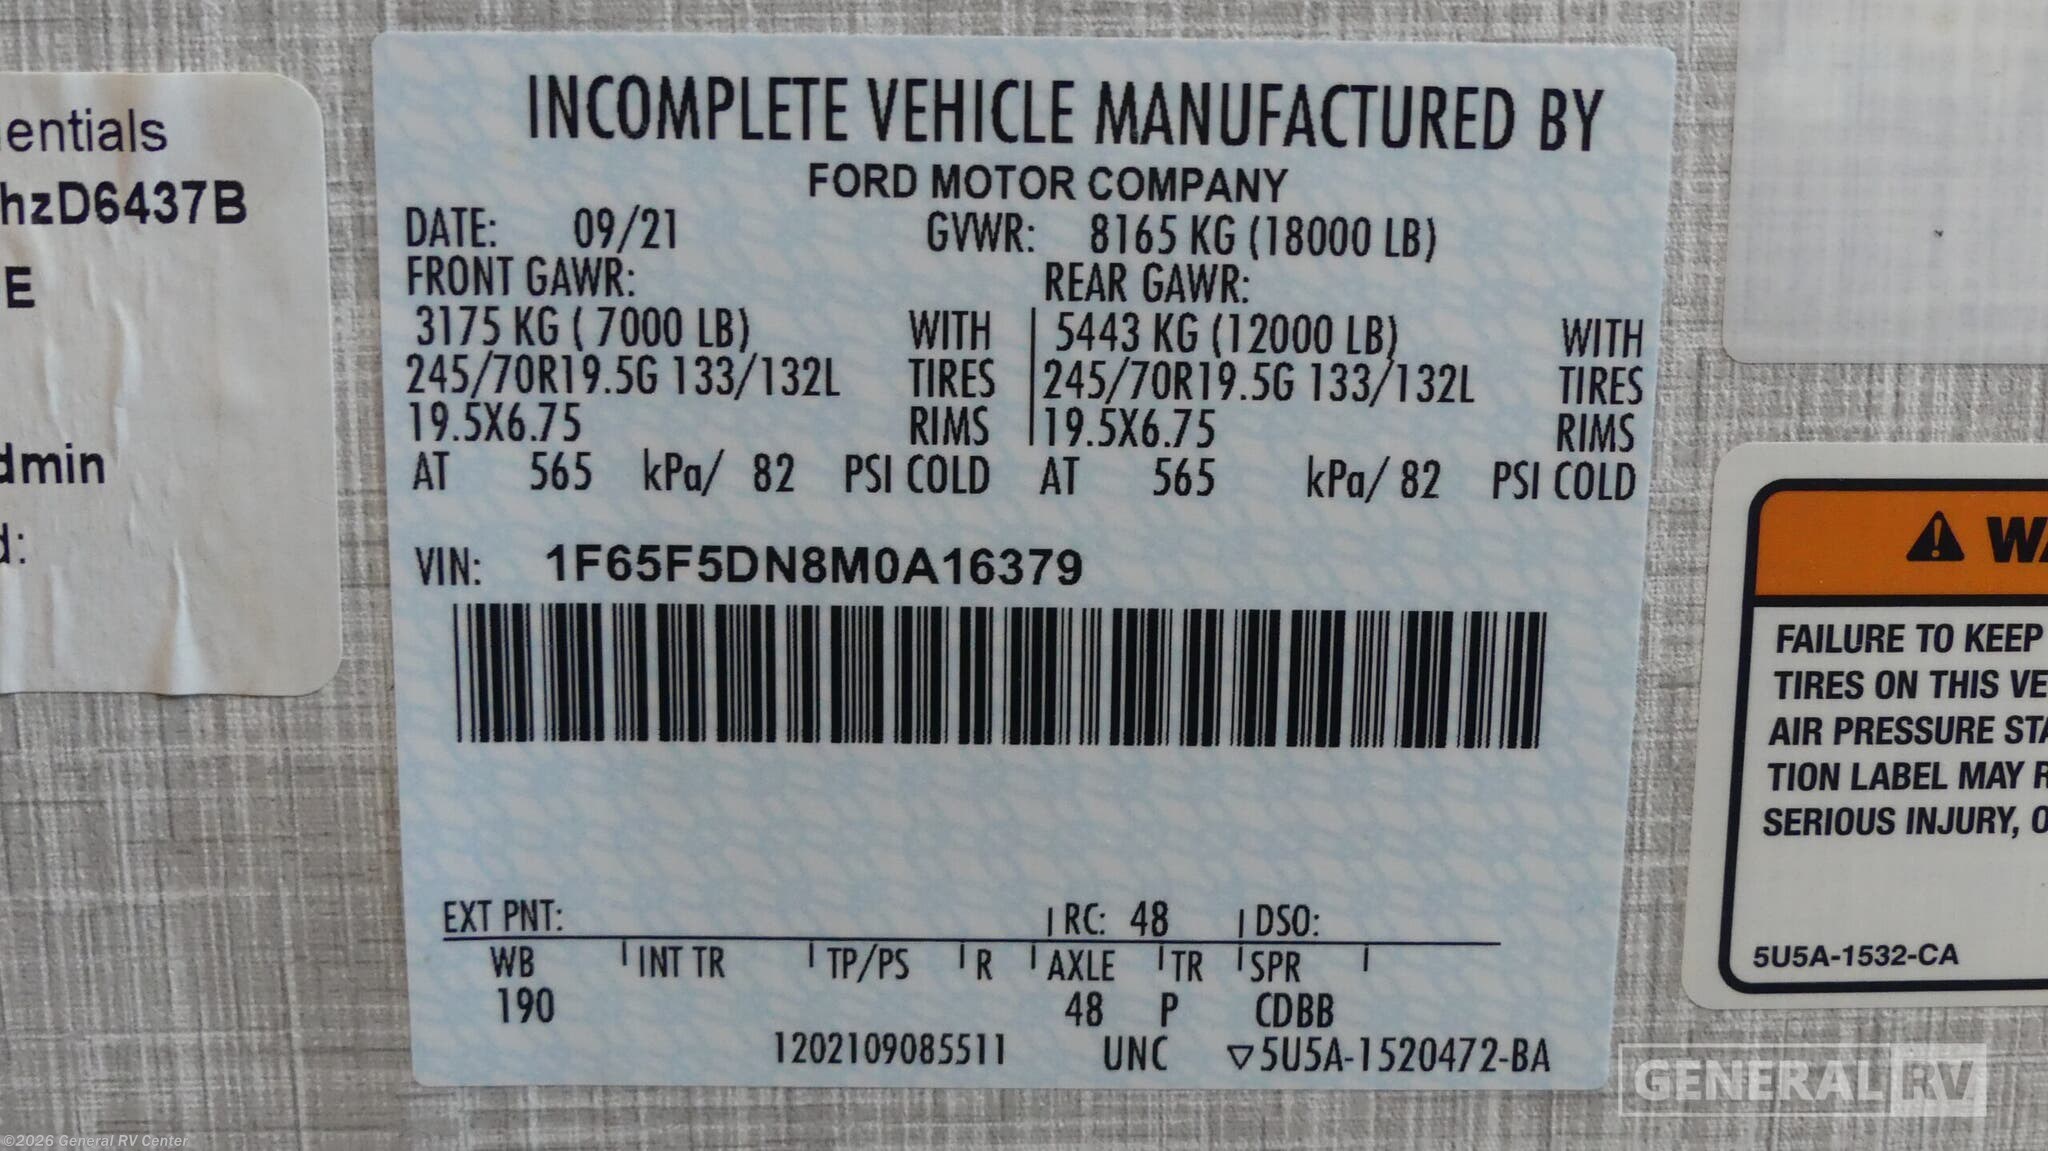 entials
hzD6437B
E
dmin
d:
INCOMPLETE VEHICLE MANUFACTURED BY
FORD MOTOR COMPANY
DATE: 09/21 GVWR: 8165 KG (18000 LB)
FRONT GAWR: REAR GAWR:
3175 KG ( 7000 LB) WITH 5443 KG (12000 LB) WITH
245/70R19.5G 133/132L TIRES 245/70R19.5G 133/132L TIRES
19.5X6.75 RIMS 19.5X6.75 RIMS
AT 565 kPa/ 82 PSI COLD AT 565 kPa/ 82 PSI COLD
VIN: 1F65F5DN8M0A16379
EXT PNT: RC: 48 DSO:
WB INT TR TP/PS R AXLE TR SPR
190 48 P CDBB
1202109085511 UNC ▽5U5A-1520472-BA
WA
FAILURE TO KEEP
TIRES ON THIS VE
AIR PRESSURE STA
TION LABEL MAY R
SERIOUS INJURY, O
5U5A-1532-CA
GENERAL RV
©2026 General RV Center